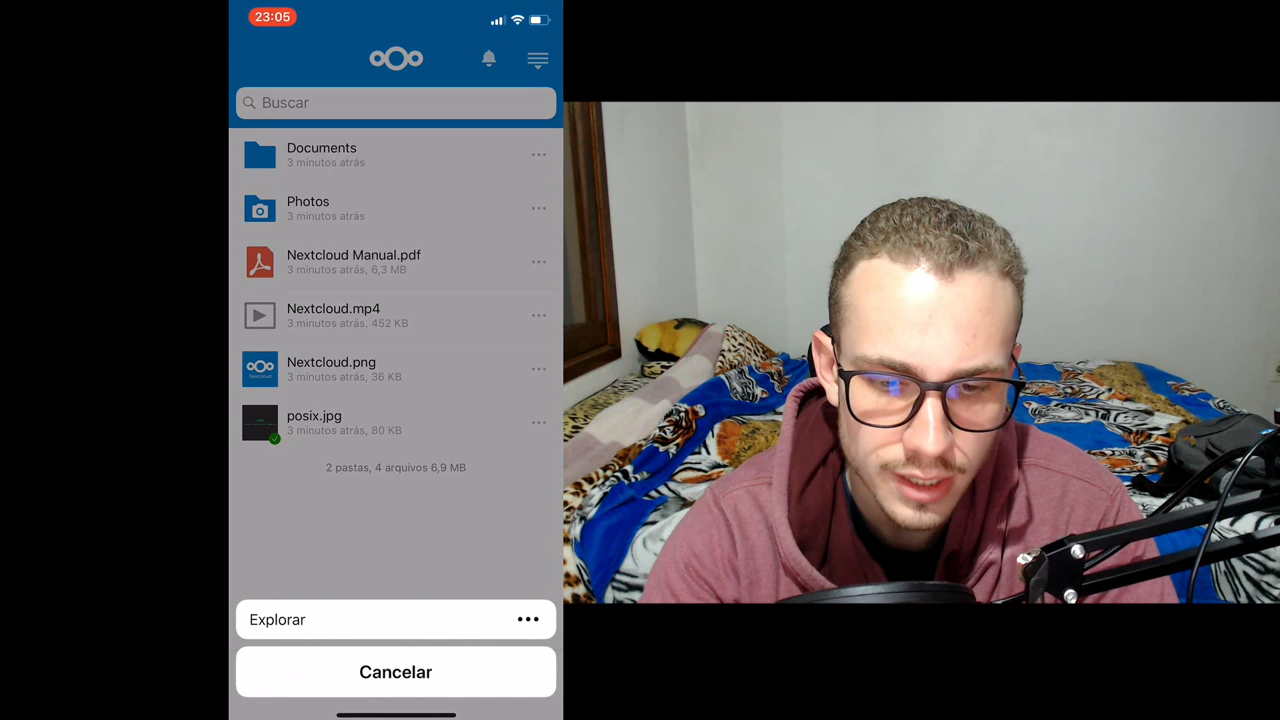 23:05
Buscar
Documents
3 minutos atrás
Photos
3 minutos atrás
Nextcloud Manual.pdf
3 minutos atrás, 6,3 MB
Nextcloud.mp4
3 minutos atrás, 452 KB
Nextcloud.png
3 minutos atrás, 36 KB
posix.jpg
3 minutos atrás, 80 KB
2 pastas, 4 arquivos 6,9 MB
Explorar
Cancelar